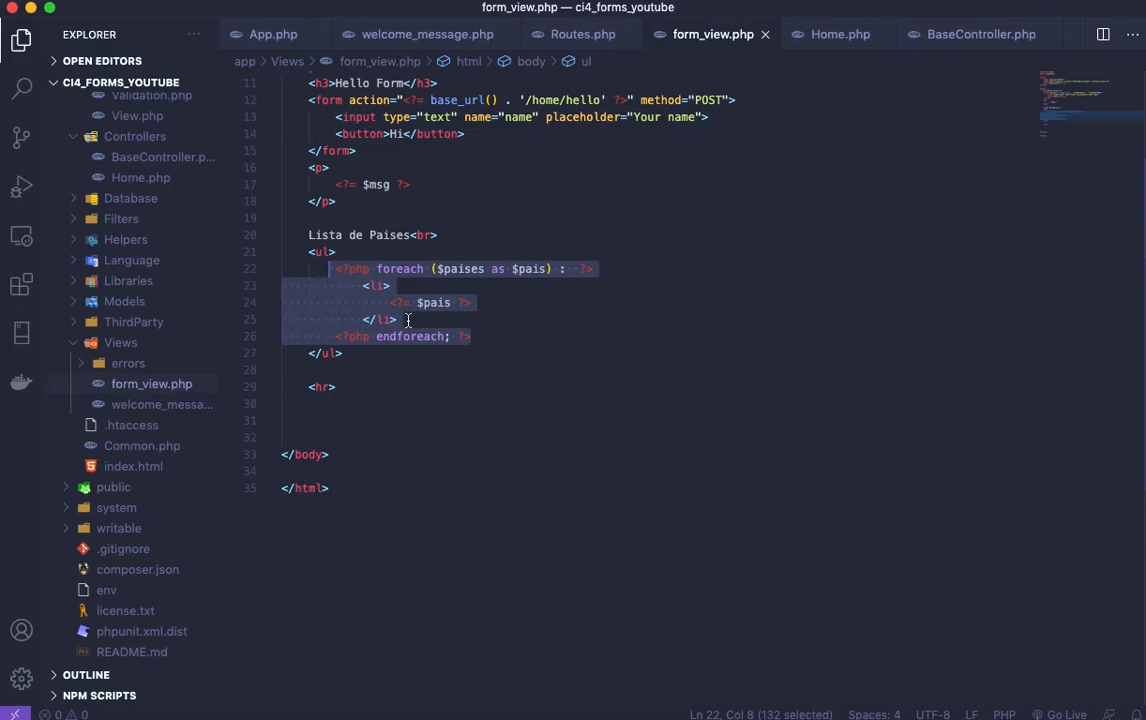 form_view.php — ci4_forms_youtube
EXPLORER
App.php welcome_message.php Routes.php form_view.php Home.php BaseController.php
OPEN EDITORS
CI4_FORMS_YOUTUBE
Validation.php
View.php
Controllers
BaseController.p...
Home.php
Database
Filters
Helpers
Language
Libraries
Models
ThirdParty
Views
errors
form_view.php
welcome_messa...
.htaccess
Common.php
index.html
public
system
writable
.gitignore
composer.json
env
license.txt
phpunit.xml.dist
README.md
OUTLINE
NPM SCRIPTS
app > Views > form_view.php > html > body > ul
11 <h3>Hello Form</h3>
12 <form action="<?= base_url() . '/home/hello' ?>" method="POST">
13 <input type="text" name="name" placeholder="Your name">
14 <button>Hi</button>
15 </form>
16 <p>
17 <?= $msg ?>
18 </p>
19
20 Lista de Paises<br>
21 <ul>
22 <?php foreach ($paises as $pais) : ?>
23 <li>
24 <?= $pais ?>
25 </li>
26 <?php endforeach; ?>
27 </ul>
28
29 <hr>
30
31
32
33 </body>
34
35 </html>
0 0 Ln 22, Col 8 (132 selected) Spaces: 4 UTF-8 LF PHP Go Live